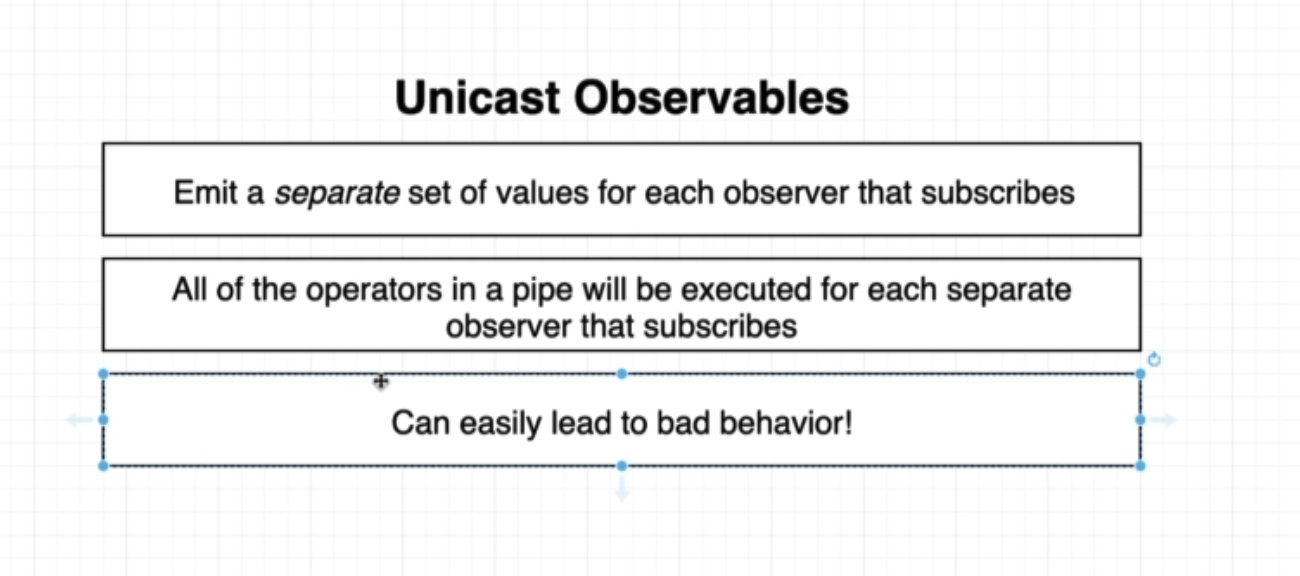 Unicast Observables
Emit a separate set of values for each observer that subscribes
All of the operators in a pipe will be executed for each separate
observer that subscribes
Can easily lead to bad behavior!